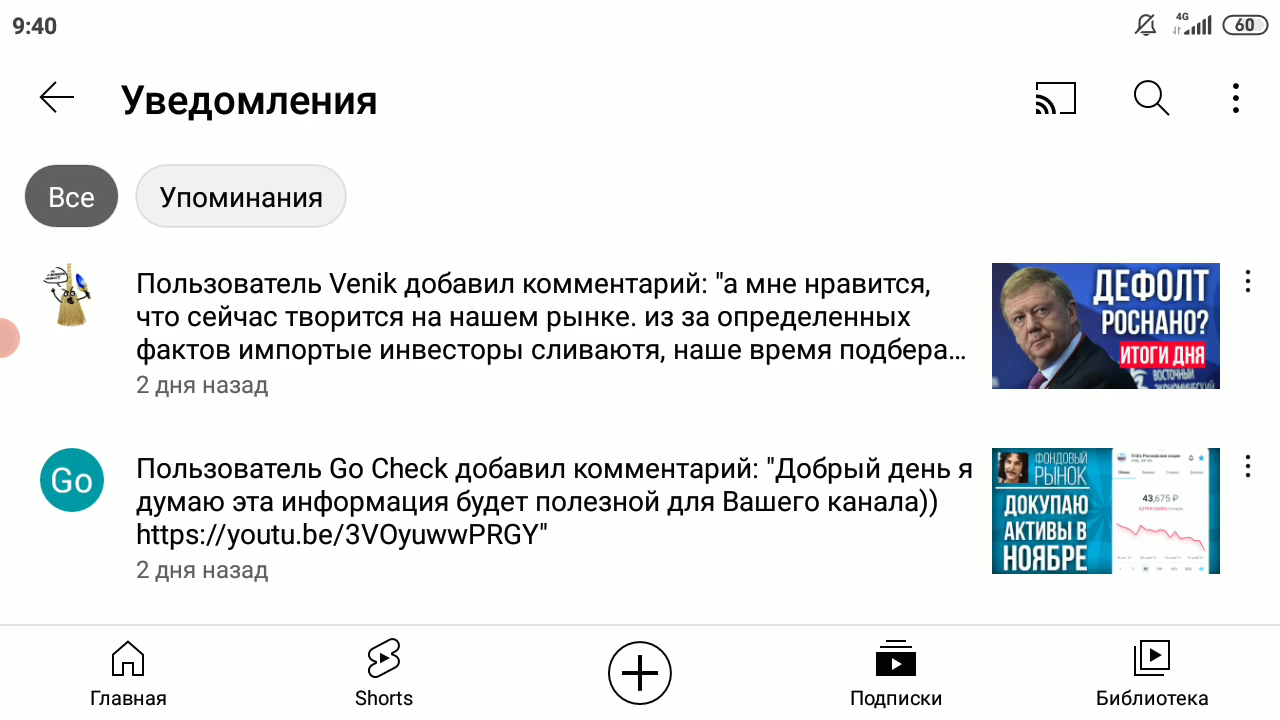 9:40
4G
60
Уведомления
Все
Упоминания
Пользователь Venik добавил комментарий: "а мне нравится,
что сейчас творится на нашем рынке. из за определенных
фактов импортые инвесторы сливаютя, наше время подбера...
2 дня назад
ДЕФОЛТ
РОСНАНО?
ИТОГИ ДНЯ
ВОСТОЧНЫЙ
ЭКОНОМИЧЕСКИЙ
Go
Пользователь Go Check добавил комментарий: "Добрый день я
думаю эта информация будет полезной для Вашего канала))
https://youtu.be/3VOyuwwPRGY"
2 дня назад
ФОНДОВЫЙ
РЫНОК
ДОКУПАЮ
АКТИВЫ В
НОЯБРЕ
43,675 ₽
Главная
Shorts
Подписки
Библиотека